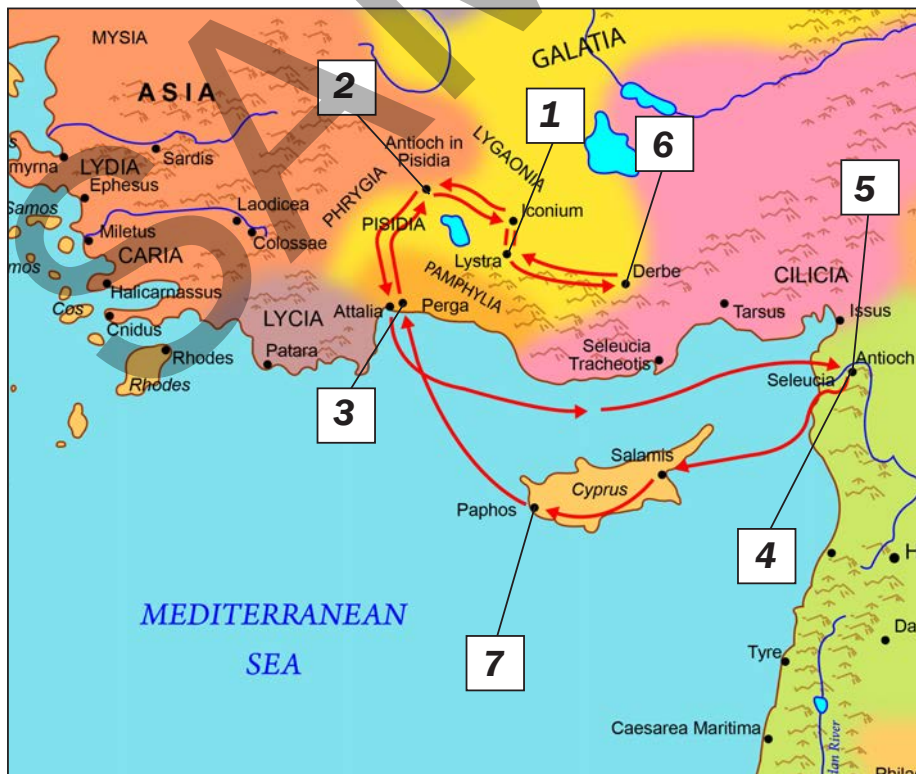 MYSIA
GALATIA
2
ASIA
1
Antioch in
Pisidia
LYGAONIA
6
Sardis
LYDIA
Ephesus
5
Samos
PHRYGIA
Laodicea
Iconium
Miletus
PISIDIA
Colossae
CARIA
Lystra
Derbe
CILICIA
Halicarnassus
PAMPHYLIA
Cos
Attalia
Perga
Tarsus
Issus
Cnidus
LYCIA
Rhodes
Patara
Seleucia
Tracheotis
Antioch
Seleucia
Rhodes
3
Salamis
Cyprus
Paphos
4
MEDITERRANEAN
SEA
7
Tyre
Caesarea Maritima